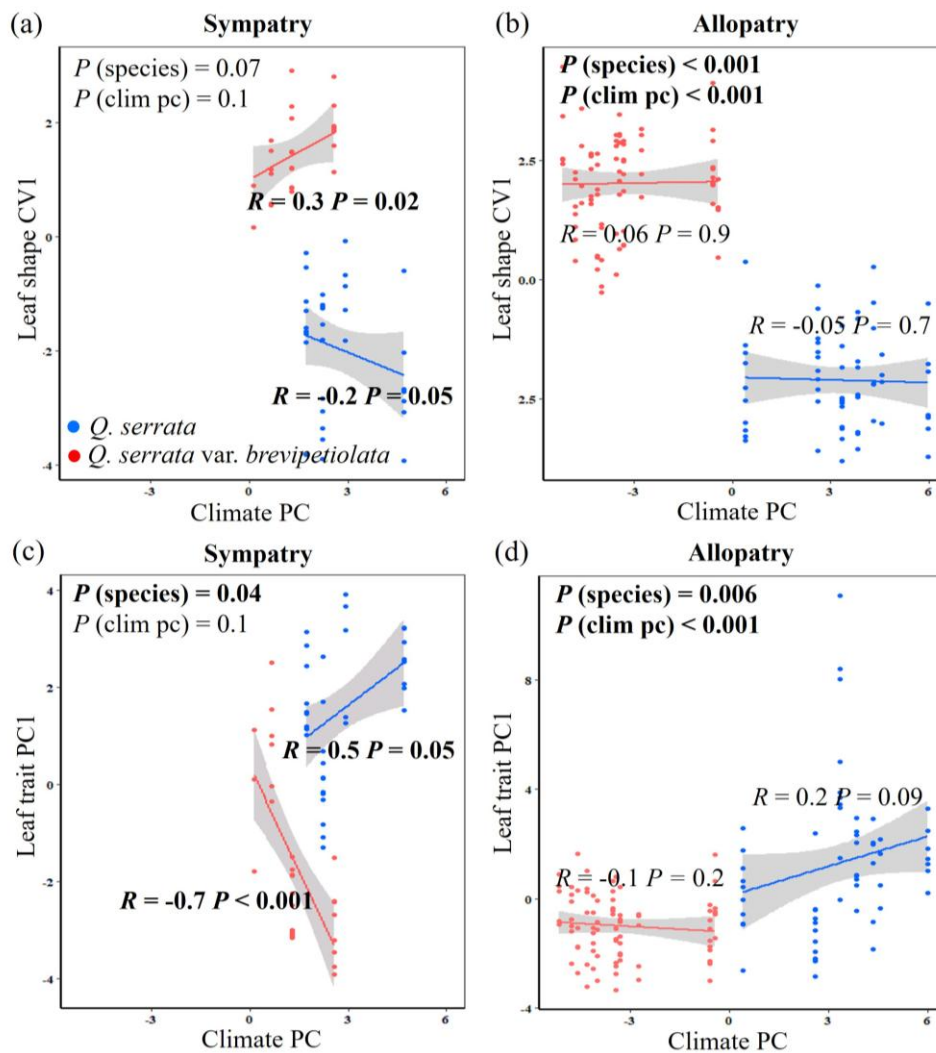 (a)
Sympatry
P (species) = 0.07
P (clim pc) = 0.1
2
0
-2
-4
Leaf shape CV1
R = 0.3 P = 0.02
R = -0.2 P = 0.05
Q. serrata
Q. serrata var. brevipetiolata
-3
0
3
6
Climate PC
(b)
Allopatry
P (species) < 0.001
P (clim pc) < 0.001
2.5
0.0
2.5
Leaf shape CV1
R = 0.06 P = 0.9
R = -0.05 P = 0.7
-3
0
3
6
Climate PC
(c)
Sympatry
P (species) = 0.04
P (clim pc) = 0.1
4
2
0
-2
-4
Leaf trait PC1
R = 0.5 P = 0.05
R = -0.7 P < 0.001
-3
0
3
6
Climate PC
(d)
Allopatry
P (species) = 0.006
P (clim pc) < 0.001
8
4
0
-4
Leaf trait PC1
R = 0.2 P = 0.09
R = -0.1 P = 0.2
-3
0
3
6
Climate PC